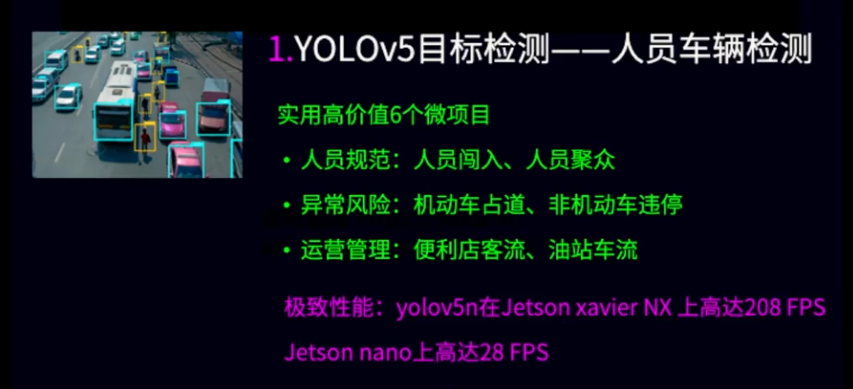 1.YOLOv5目标检测——人员车辆检测
实用高价值6个微项目
• 人员规范：人员闯入、人员聚众
• 异常风险：机动车占道、非机动车违停
• 运营管理：便利店客流、油站车流
极致性能：yolov5n在Jetson xavier NX 上高达208 FPS
Jetson nano上高达28 FPS